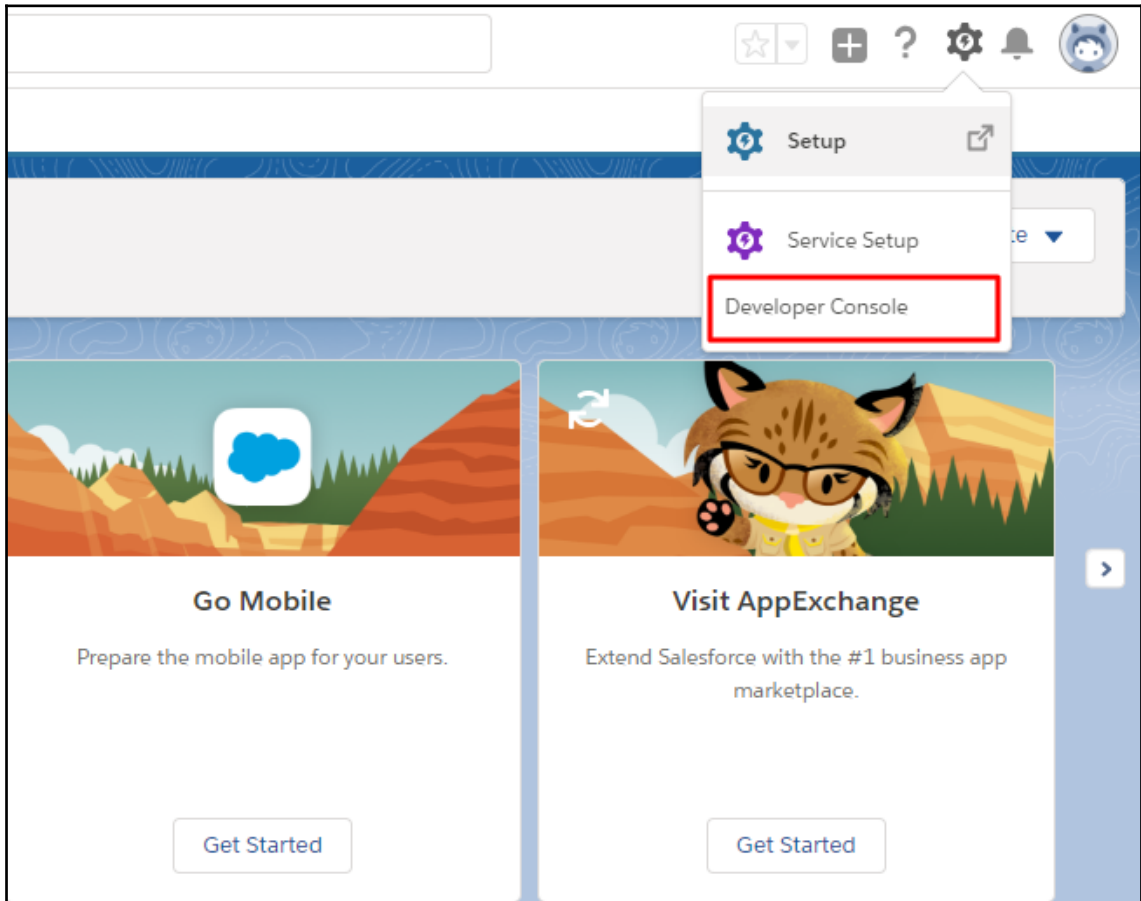 ?
Setup
Service Setup
te
Developer Console
Go Mobile
Prepare the mobile app for your users.
Get Started
Visit AppExchange
Extend Salesforce with the #1 business app
marketplace.
Get Started